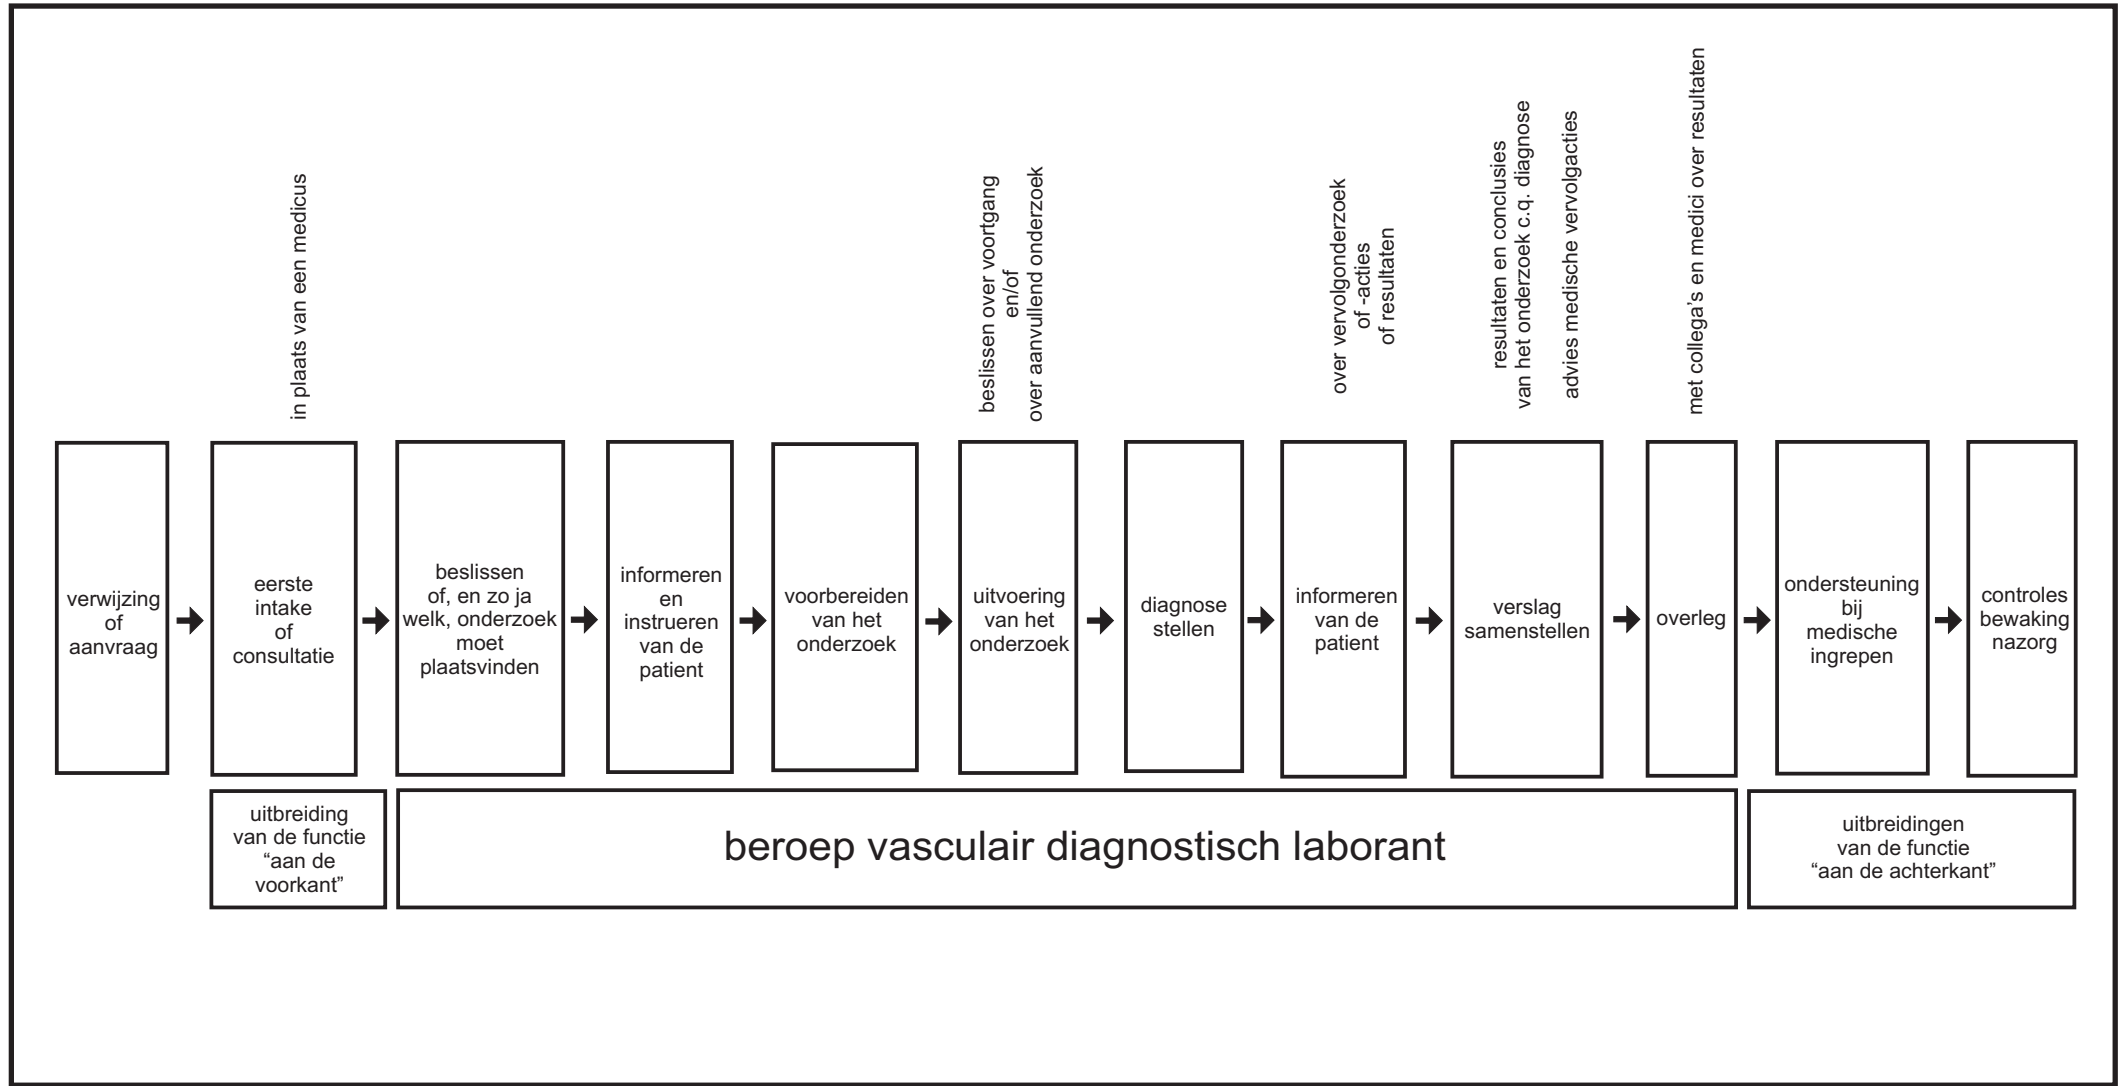 in plaats van een medicus
beslissen over voortgang
en/of
over aanvullend onderzoek
over vervolgonderzoek
of -acties
of resultaten
resultaten en conclusies
van het onderzoek c.q. diagnose
advies medische vervolgacties
met collega's en medici over resultaten
verwijzing
of
aanvraag
eerste
intake
of
consultatie
beslissen
of, en zo ja
welk, onderzoek
moet
plaatsvinden
informeren
en
instrueren
van de
patient
voorbereiden
van het
onderzoek
uitvoering
van het
onderzoek
diagnose
stellen
informeren
van de
patient
verslag
samenstellen
overleg
ondersteuning
bij
medische
ingrepen
controles
bewaking
nazorg
uitbreiding
van de functie
“aan de
voorkant”
beroep vasculair diagnostisch laborant
uitbreidingen
van de functie
“aan de achterkant”